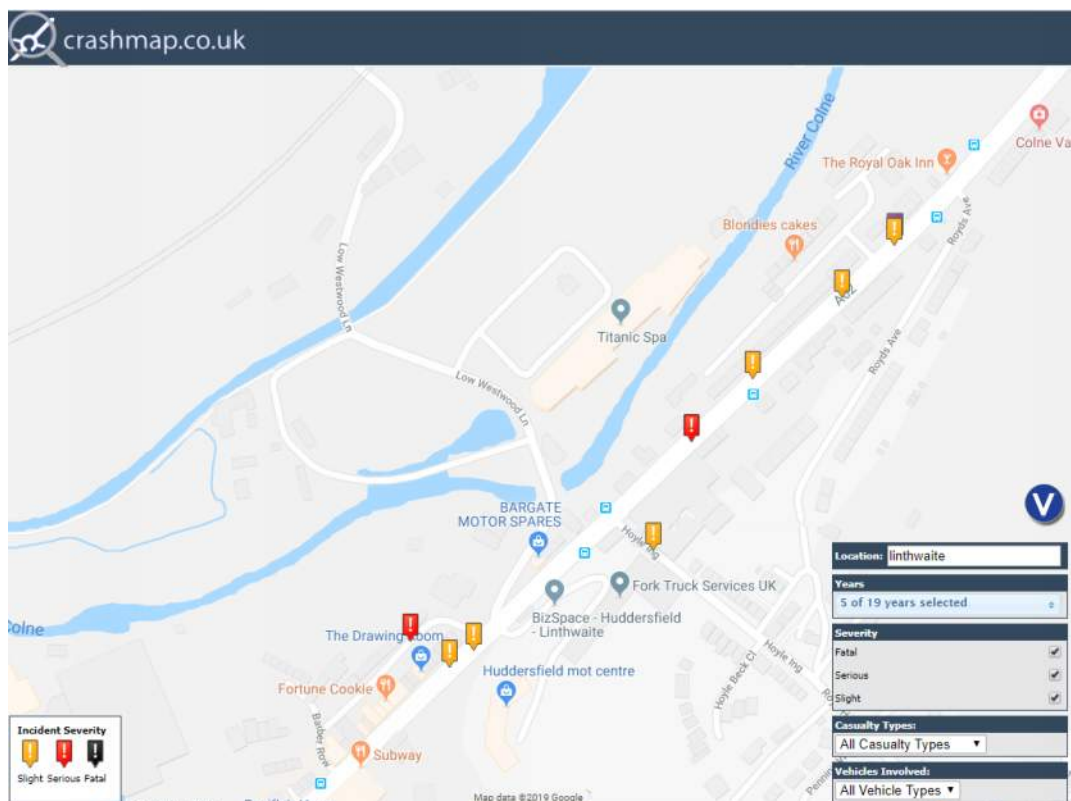 crashmap.co.uk
River Colne
Colne Va
The Royal Oak Inn
Royds Ave
Blondies cakes
A62
Low Westwood Ln
Titanic Spa
Royds Ave
Low Westwood Ln
BARGATE
MOTOR SPARES
Hoyle Ing
Fork Truck Services UK
BizSpace - Huddersfield
- Linthwaite
Colne
The Drawing Room
Huddersfield mot centre
Hoyle Ing
Hoyle Beck Cl
Fortune Cookie
Barber Row
Subway
Map data ©2019 Google
V
Location: linthwaite
Years
5 of 19 years selected
Severity
Fatal
Serious
Slight
Casualty Types:
All Casualty Types
Vehicles Involved:
All Vehicle Types
Incident Severity
Slight Serious Fatal